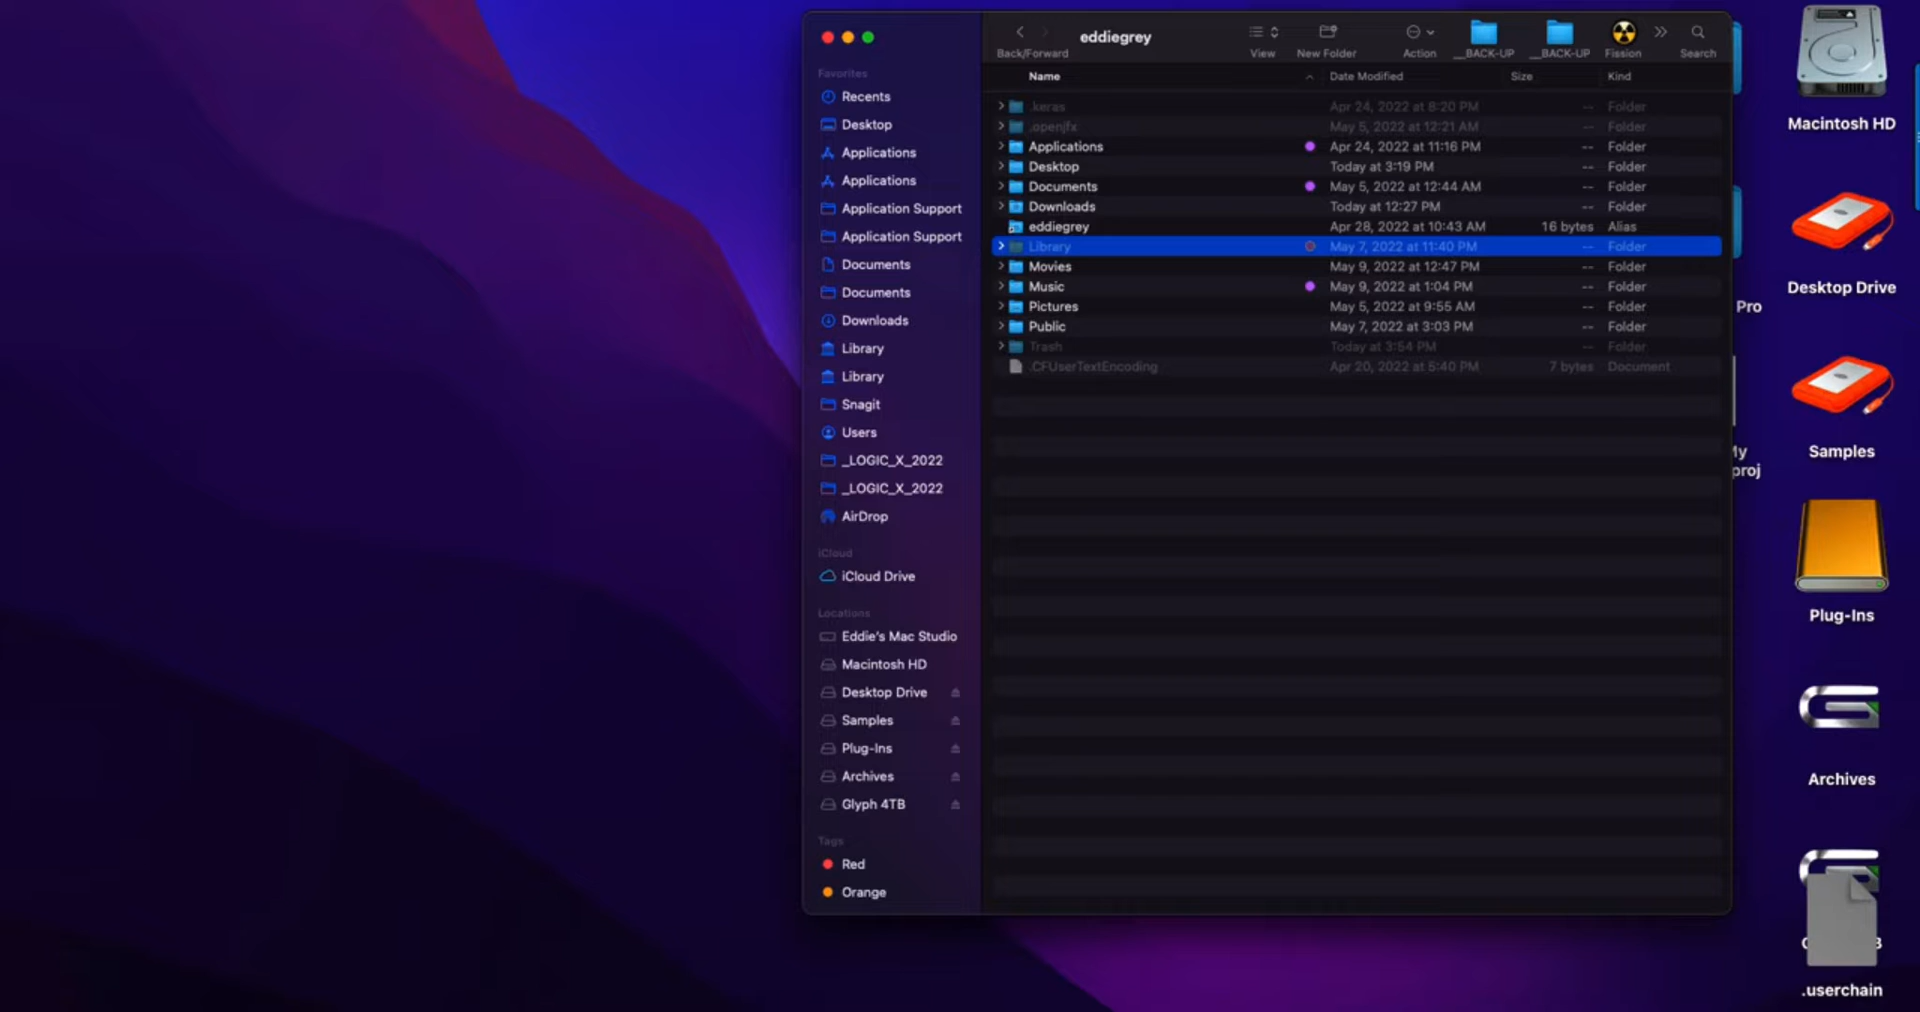 eddiegrey
Back/Forward
View
New Folder
Action
__BACK-UP
__BACK-UP
Fission
Search
Favorites
Recents
Desktop
Applications
Applications
Application Support
Application Support
Documents
Documents
Downloads
Library
Library
Snagit
Users
_LOGIC_X_2022
_LOGIC_X_2022
AirDrop
iCloud
iCloud Drive
Locations
Eddie's Mac Studio
Macintosh HD
Desktop Drive
Samples
Plug-Ins
Archives
Glyph 4TB
Tags
Red
Orange
Name Date Modified Size Kind
.keras Apr 24, 2022 at 8:20 PM -- Folder
.openjfx May 5, 2022 at 12:21 AM -- Folder
Applications Apr 24, 2022 at 11:16 PM -- Folder
Desktop Today at 3:19 PM -- Folder
Documents May 5, 2022 at 12:44 AM -- Folder
Downloads Today at 12:27 PM -- Folder
eddiegrey Apr 28, 2022 at 10:43 AM 16 bytes Alias
Library May 7, 2022 at 11:40 PM -- Folder
Movies May 9, 2022 at 12:47 PM -- Folder
Music May 9, 2022 at 1:04 PM -- Folder
Pictures May 5, 2022 at 9:55 AM -- Folder
Public May 7, 2022 at 3:03 PM -- Folder
Trash Today at 3:54 PM -- Folder
.CFUserTextEncoding Apr 20, 2022 at 5:40 PM 7 bytes Document
Pro
proj
Macintosh HD
Desktop Drive
Samples
Plug-Ins
Archives
.userchain